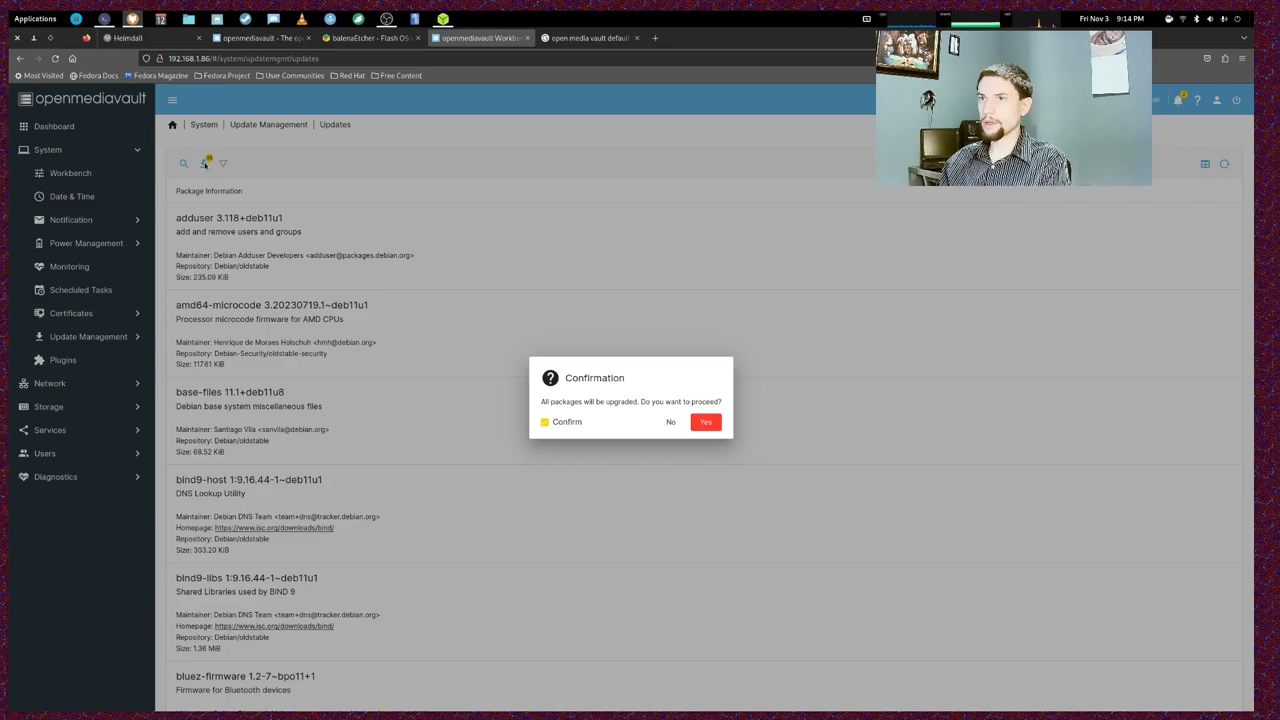 Applications
12
Fri Nov 3 9:14 PM
Heimdall
openmediavault - The op
balenaEtcher - Flash OS i
openmediavault Workben
open media vault default
192.168.1.86/#/system/updatemgmt/updates
Most Visited
Fedora Docs
Fedora Magazine
Fedora Project
User Communities
Red Hat
Free Content
openmediavault
System
Update Management
Updates
Dashboard
System
Workbench
Date & Time
Notification
Power Management
Monitoring
Scheduled Tasks
Certificates
Update Management
Plugins
Network
Storage
Services
Users
Diagnostics
Package Information
adduser 3.118+deb11u1
add and remove users and groups
Maintainer: Debian Adduser Developers <adduser@packages.debian.org>
Repository: Debian/oldstable
Size: 235.09 KiB
amd64-microcode 3.20230719.1~deb11u1
Processor microcode firmware for AMD CPUs
Maintainer: Henrique de Moraes Holschuh <hmh@debian.org>
Repository: Debian-Security/oldstable-security
Size: 117.61 KiB
base-files 11.1+deb11u8
Debian base system miscellaneous files
Maintainer: Santiago Vila <sanvila@debian.org>
Repository: Debian/oldstable
Size: 68.52 KiB
bind9-host 1:9.16.44-1~deb11u1
DNS Lookup Utility
Maintainer: Debian DNS Team <team+dns@tracker.debian.org>
Homepage: https://www.isc.org/downloads/bind/
Repository: Debian/oldstable
Size: 303.20 KiB
bind9-libs 1:9.16.44-1~deb11u1
Shared Libraries used by BIND 9
Maintainer: Debian DNS Team <team+dns@tracker.debian.org>
Homepage: https://www.isc.org/downloads/bind/
Repository: Debian/oldstable
Size: 1.36 MiB
bluez-firmware 1.2-7~bpo11+1
Firmware for Bluetooth devices
Confirmation
All packages will be upgraded. Do you want to proceed?
Confirm
No
Yes